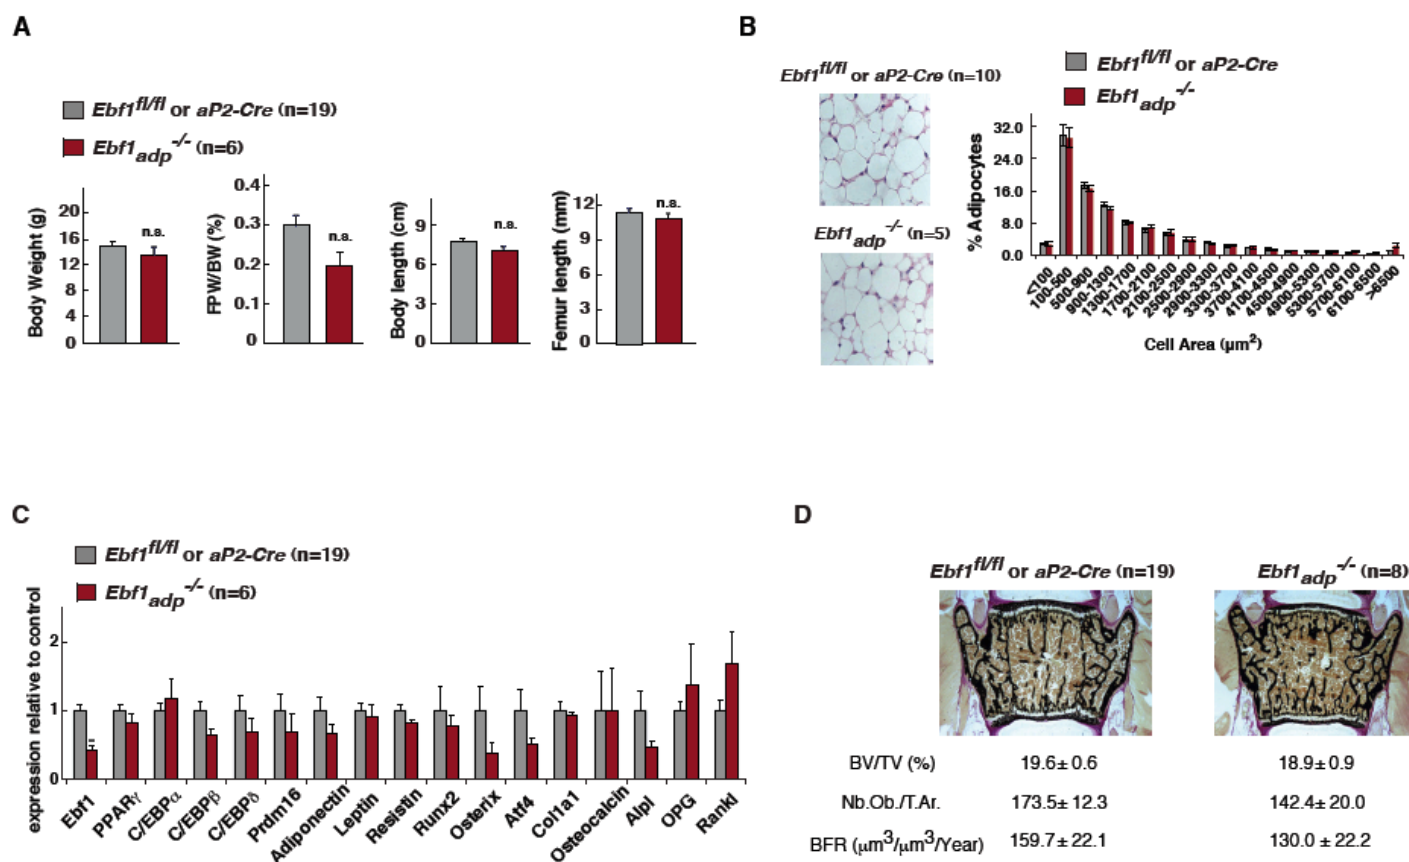 A
Ebf1fl/fl or aP2-Cre (n=19)
Ebf1adp-/- (n=6)
Body Weight (g)
20
16
12
8
4
0
n.s.
FPW/BW (%)
0.4
0.3
0.2
0.1
0
n.s.
Body length (cm)
9
6
3
0
n.s.
Femur length (mm)
12
9
6
3
0
n.s.
B
Ebf1fl/fl or aP2-Cre (n=10)
Ebf1adp-/- (n=5)
Ebf1fl/fl or aP2-Cre
Ebf1adp-/-
% Adipocytes
32.0
24.0
16.0
8.0
0.0
<100
100-500
500-900
900-1300
1300-1700
1700-2100
2100-2500
2500-2900
2900-3300
3300-3700
3700-4100
4100-4500
4500-4900
4900-5300
5300-5700
5700-6100
6100-6500
>6500
Cell Area (µm2)
C
Ebf1fl/fl or aP2-Cre (n=19)
Ebf1adp-/- (n=6)
expression relative to control
2
1
0
Ebf1
PPARγ
C/EBPα
C/EBPβ
C/EBPδ
Prdm16
Adiponectin
Leptin
Resistin
Runx2
Osterix
Atf4
Col1a1
Osteocalcin
Alpl
OPG
Rankl
D
Ebf1fl/fl or aP2-Cre (n=19)
Ebf1adp-/- (n=8)
BV/TV (%) 19.6± 0.6 18.9± 0.9
Nb.Ob./T.Ar. 173.5± 12.3 142.4± 20.0
BFR (µm3/µm3/Year) 159.7± 22.1 130.0 ± 22.2